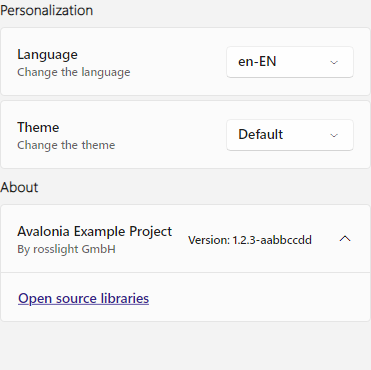 Personalization
Language
Change the language
en-EN
Theme
Change the theme
Default
About
Avalonia Example Project
By rosslight GmbH
Version: 1.2.3-aabbccdd
Open source libraries